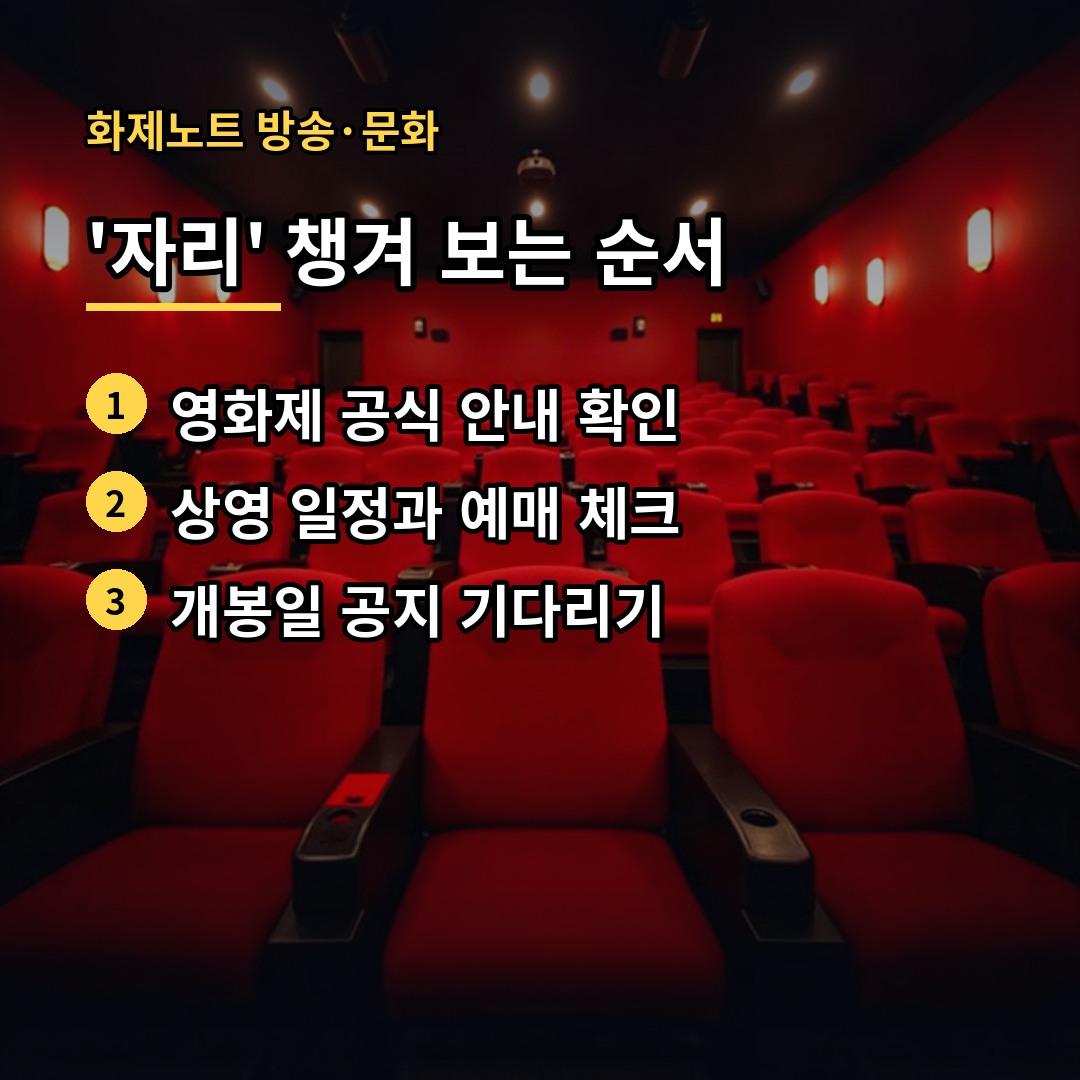 화제노트 방송·문화
'자리' 챙겨 보는 순서
1 영화제 공식 안내 확인
2 상영 일정과 예매 체크
3 개봉일 공지 기다리기